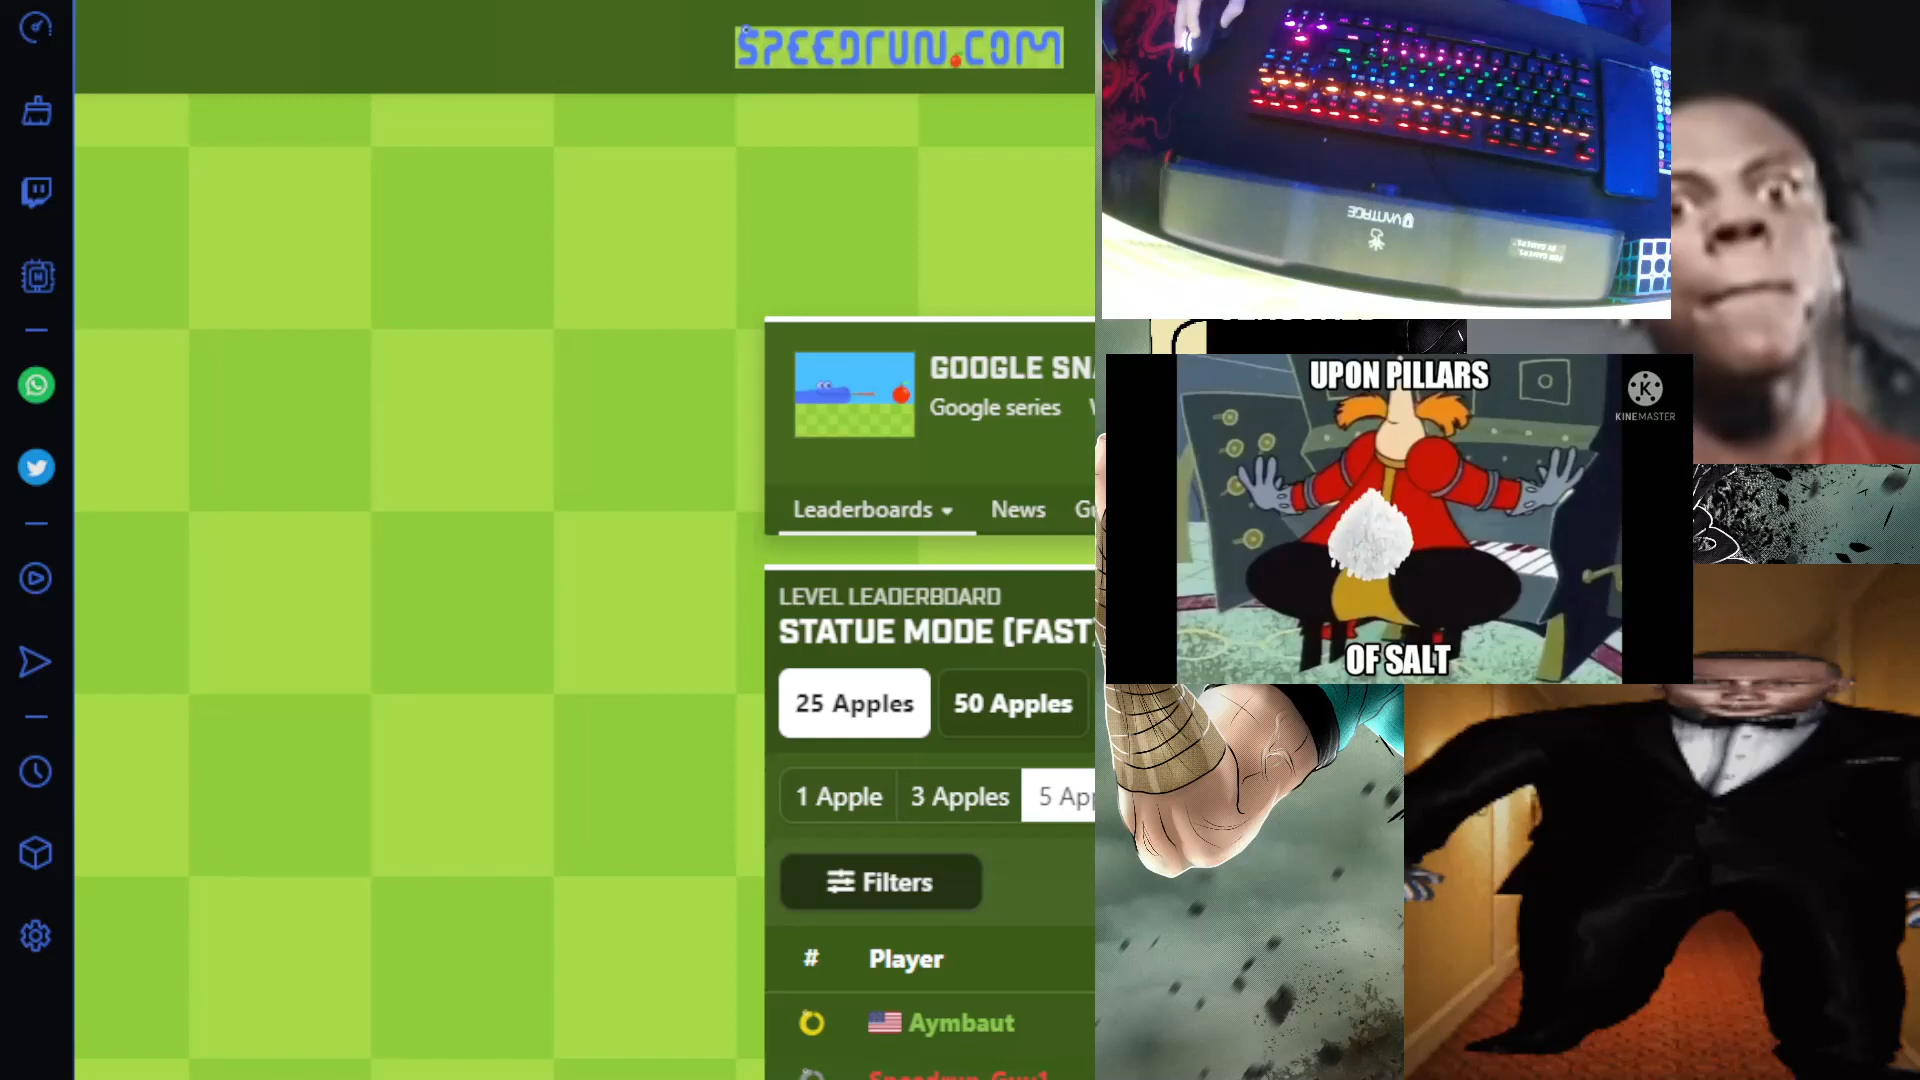 SPEEDRUN.COM
GOOGLE SN
Google series
Leaderboards
News
LEVEL LEADERBOARD
STATUE MODE (FAST
25 Apples
50 Apples
1 Apple
3 Apples
5 Ap
Filters
# Player
Aymbaut
VANTAGE
UPON PILLARS
K
KINEMASTER
OF SALT